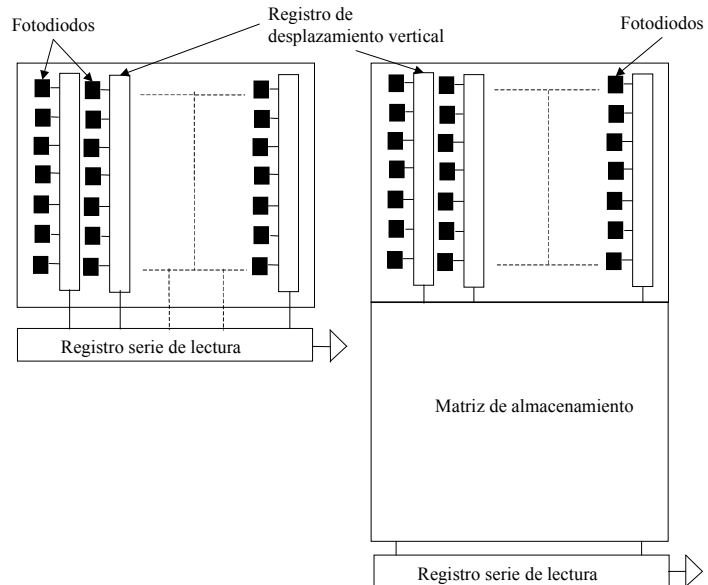 Fotodiodos
Registro de
desplazamiento vertical
Fotodiodos
Registro serie de lectura
Matriz de almacenamiento
Registro serie de lectura